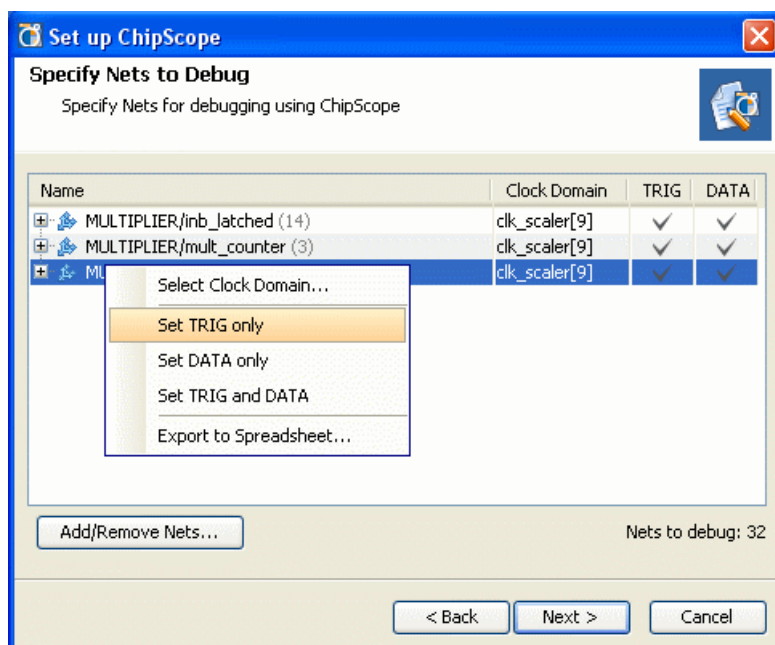 Set up ChipScope
Specify Nets to Debug
Specify Nets for debugging using ChipScope
Name Clock Domain TRIG DATA
MULTIPLIER/inb_latched (14) clk_scaler[9]
MULTIPLIER/mult_counter (3) clk_scaler[9]
clk_scaler[9]
Select Clock Domain...
Set TRIG only
Set DATA only
Set TRIG and DATA
Export to Spreadsheet...
Add/Remove Nets... Nets to debug: 32
< Back Next > Cancel